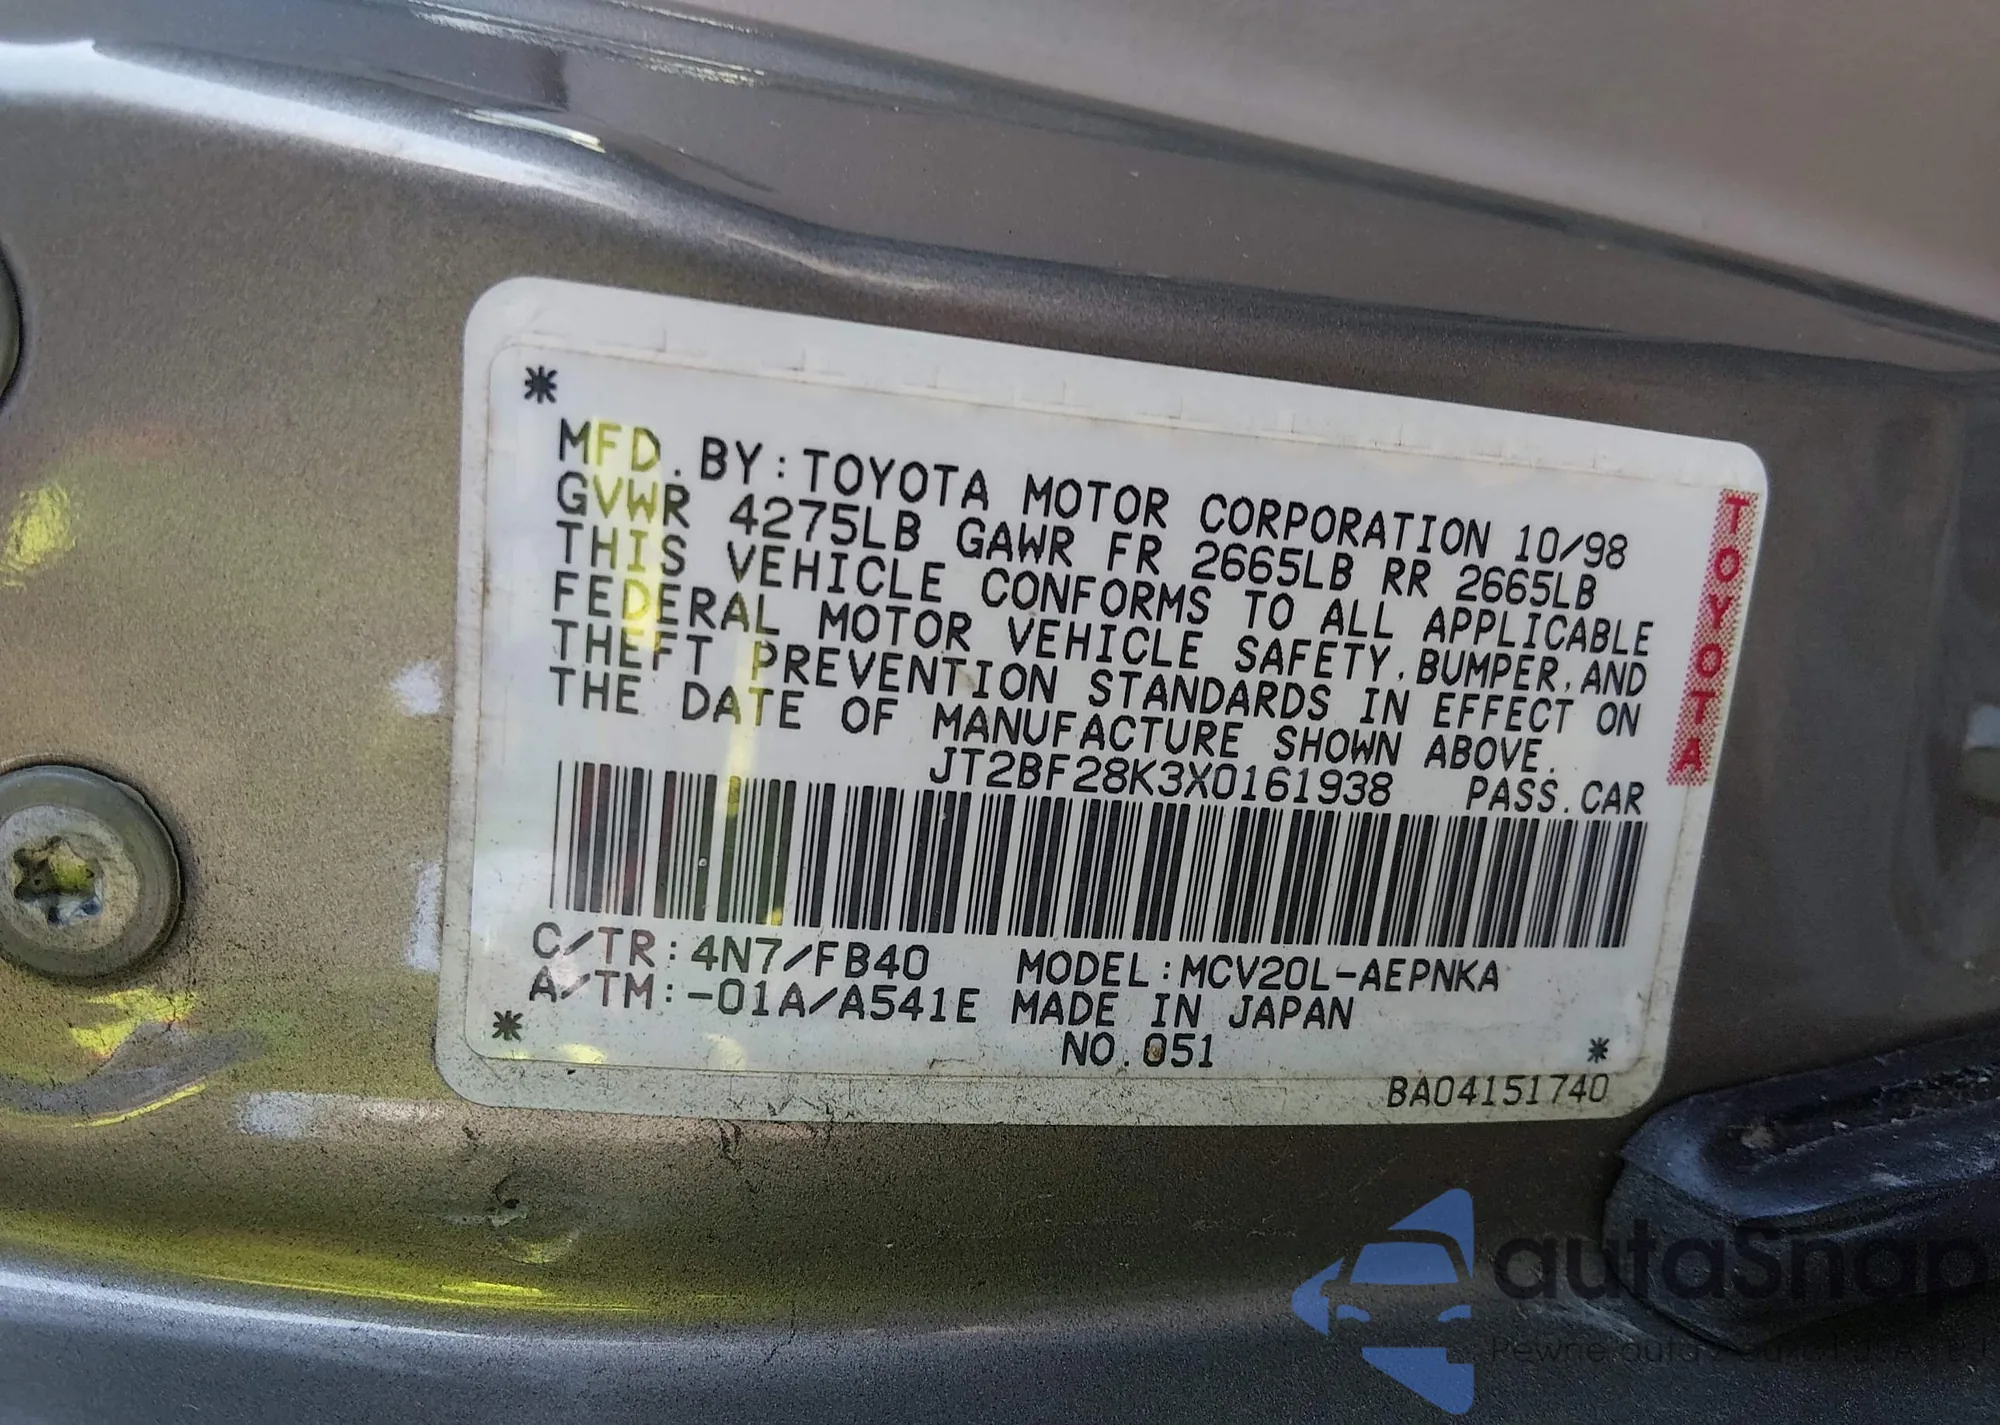 MFD. BY: TOYOTA MOTOR CORPORATION 10/98
GVWR 4275LB GAWR FR 2665LB RR 2665LB
THIS VEHICLE CONFORMS TO ALL APPLICABLE
FEDERAL MOTOR VEHICLE SAFETY, BUMPER, AND
THEFT PREVENTION STANDARDS IN EFFECT ON
THE DATE OF MANUFACTURE SHOWN ABOVE.
JT2BF28K3X0161938 PASS. CAR
C/TR: 4N7/FB40 MODEL: MCV20L-AEPNKA
A/TM: -01A/A541E MADE IN JAPAN
NO. 051
BA04151740
TOYOTA
autaSnap
Pewne auta